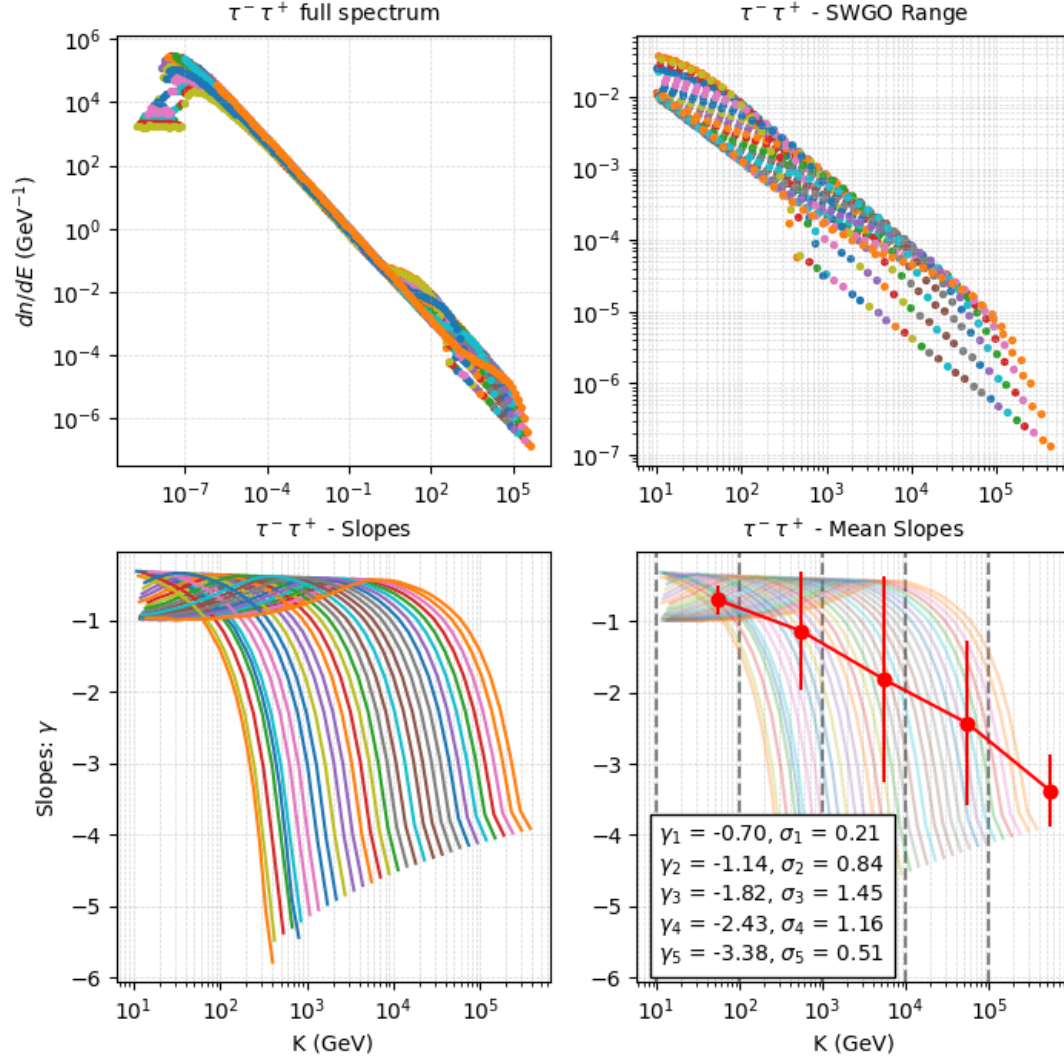 τ⁻ τ⁺ full spectrum
dn/dE (GeV⁻¹)
10⁶
10⁴
10²
10⁰
10⁻²
10⁻⁴
10⁻⁶
10⁻⁷ 10⁻⁴ 10⁻¹ 10² 10⁵
τ⁻ τ⁺ - SWGO Range
10⁻²
10⁻³
10⁻⁴
10⁻⁵
10⁻⁶
10⁻⁷
10¹ 10² 10³ 10⁴ 10⁵
τ⁻ τ⁺ - Slopes
Slopes: γ
−1
−2
−3
−4
−5
−6
10¹ 10² 10³ 10⁴ 10⁵
K (GeV)
τ⁻ τ⁺ - Mean Slopes
−1
−2
−3
−4
−5
−6
γ₁ = -0.70, σ₁ = 0.21
γ₂ = -1.14, σ₂ = 0.84
γ₃ = -1.82, σ₃ = 1.45
γ₄ = -2.43, σ₄ = 1.16
γ₅ = -3.38, σ₅ = 0.51
10¹ 10² 10³ 10⁴ 10⁵
K (GeV)